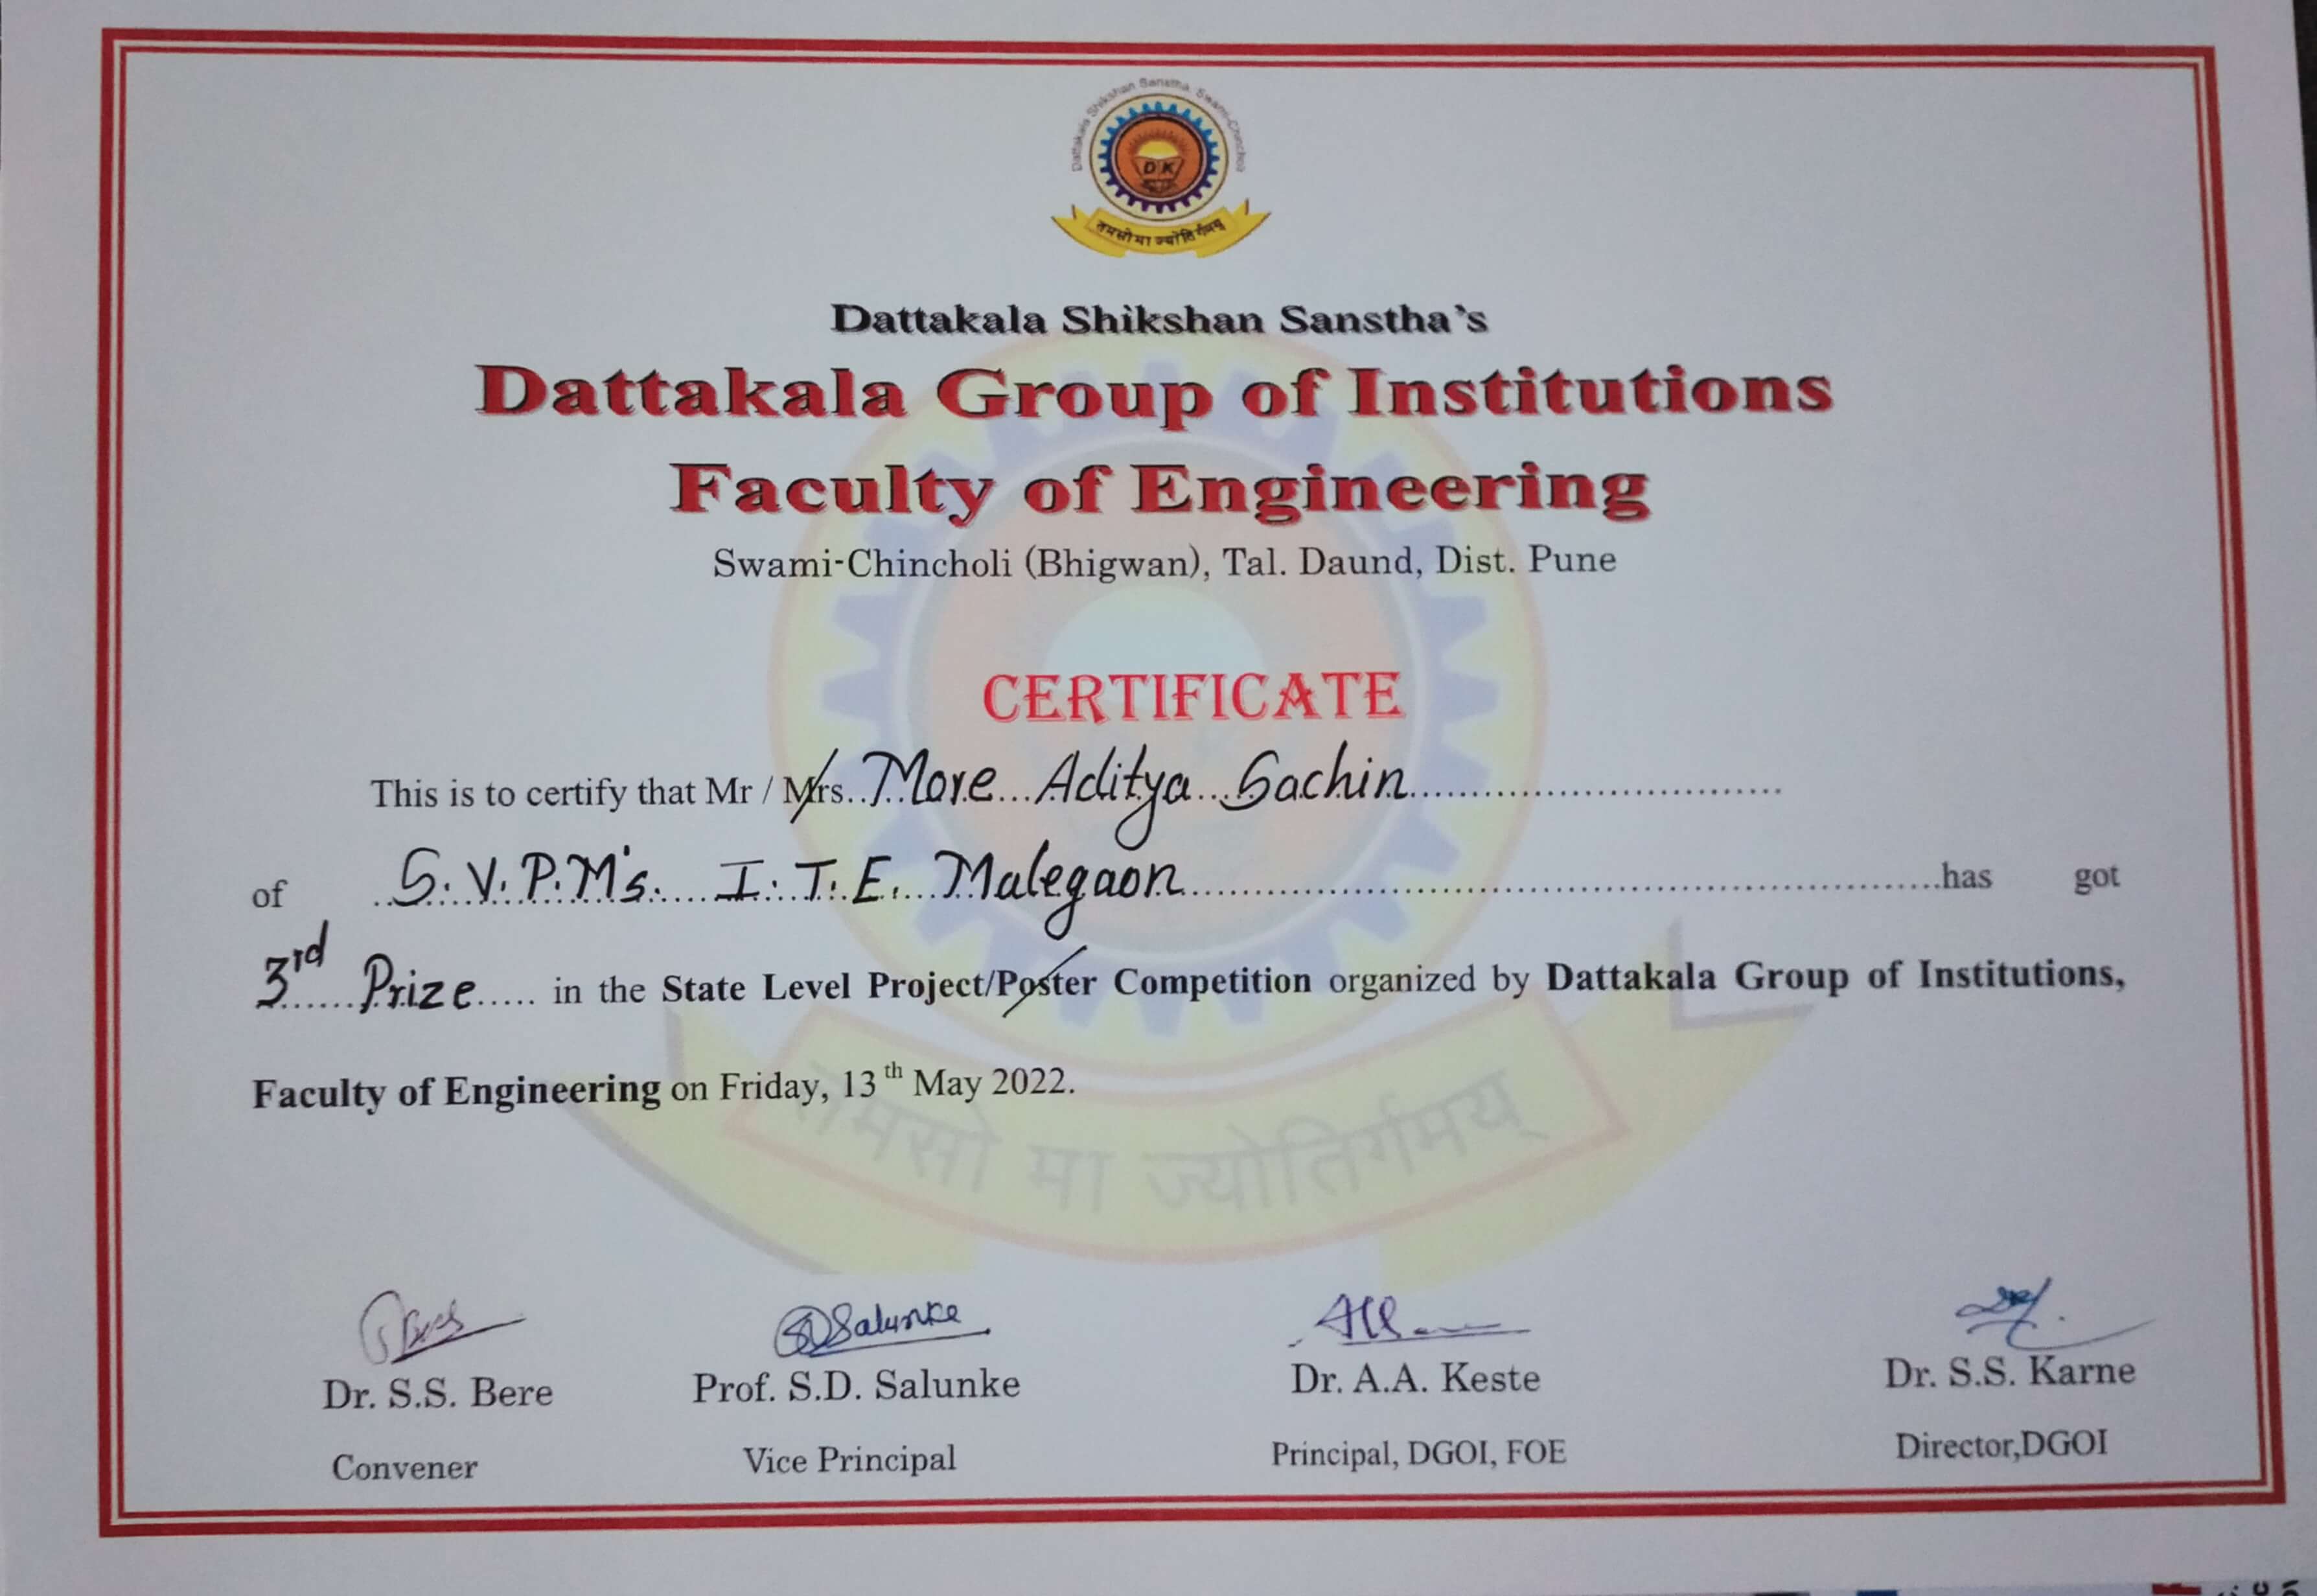 Dattakala Shikshan Sanstha, Swami-Chincholi
DK
तमसो मा ज्योतिर्गमय्
Dattakala Shikshan Sanstha's
Dattakala Group of Institutions
Faculty of Engineering
Swami-Chincholi (Bhigwan), Tal. Daund, Dist. Pune
CERTIFICATE
This is to certify that Mr / Mrs. More Aditya Sachin
of S.V.P.M's. I.T.E. Malegaon has got
3rd Prize in the State Level Project/Poster Competition organized by Dattakala Group of Institutions,
Faculty of Engineering on Friday, 13th May 2022.
तमसो मा ज्योतिर्गमय्
SDSalunke
Dr. S.S. Bere Prof. S.D. Salunke Dr. A.A. Keste Dr. S.S. Karne
Convener Vice Principal Principal, DGOI, FOE Director,DGOI